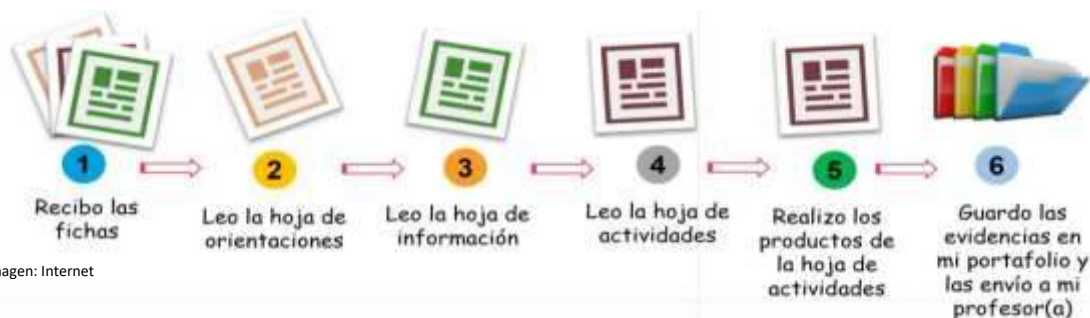 1
Recibo las
fichas
2
Leo la hoja de
orientaciones
3
Leo la hoja de
información
4
Leo la hoja de
actividades
5
Realizo los
productos de
la hoja de
actividades
6
Guardo las
evidencias en
mi portafolio y
las envío a mi
profesor(a)
agen: Internet